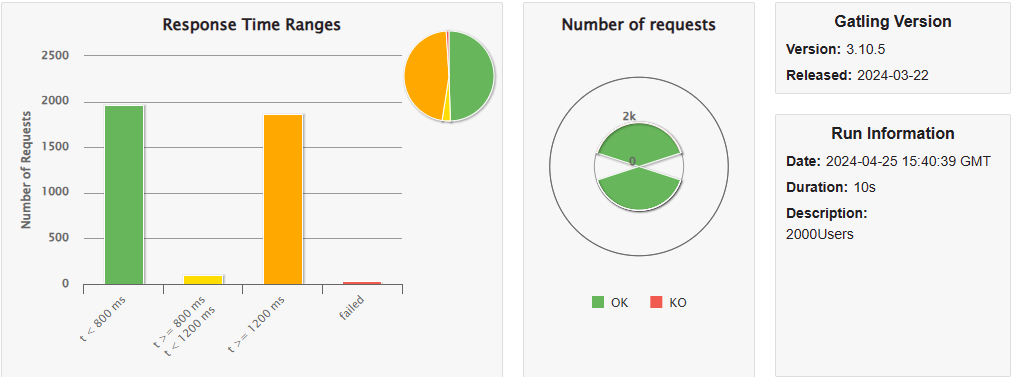 Response Time Ranges
Number of Requests
2500
2000
1500
1000
500
0
t < 800 ms
t >= 800 ms
t < 1200 ms
t >= 1200 ms
failed
Number of requests
2k
0
OK
KO
Gatling Version
Version: 3.10.5
Released: 2024-03-22
Run Information
Date: 2024-04-25 15:40:39 GMT
Duration: 10s
Description:
2000Users